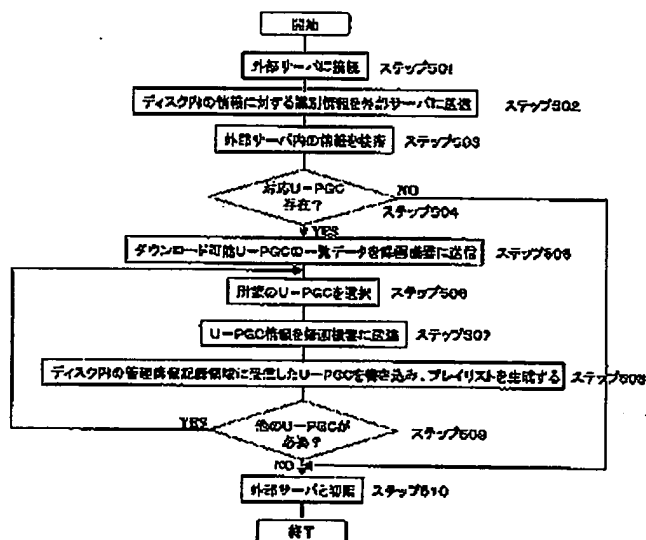 開始
外部サーバに接続 ステップ501
ディスク内の情報に対する識別情報を外部サーバに送信 ステップ502
外部サーバ内の情報を検索 ステップ503
対応U-PGC
存在?
NO
ステップ504
YES
ダウンロード可能U-PGCの一覧データを録画機器に送信 ステップ505
所望のU-PGCを選択 ステップ506
U-PGC情報を録画機器に送信 ステップ507
ディスク内の管理情報記録領域に受信したU-PGCを書き込み、プレイリストを生成する ステップ508
YES
他のU-PGCが
必要?
ステップ509
NO
外部サーバと切断 ステップ510
終了